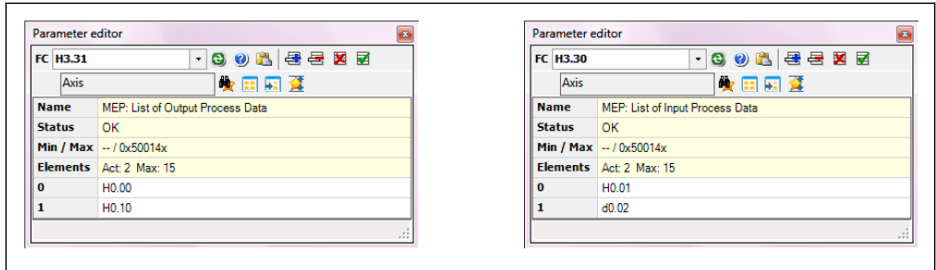 Parameter editor
FC H3.31
Axis
Name MEP: List of Output Process Data
Status OK
Min / Max -- / 0x50014x
Elements Act: 2 Max: 15
0 H0.00
1 H0.10
Parameter editor
FC H3.30
Axis
Name MEP: List of Input Process Data
Status OK
Min / Max -- / 0x50014x
Elements Act: 2 Max: 15
0 H0.01
1 d0.02